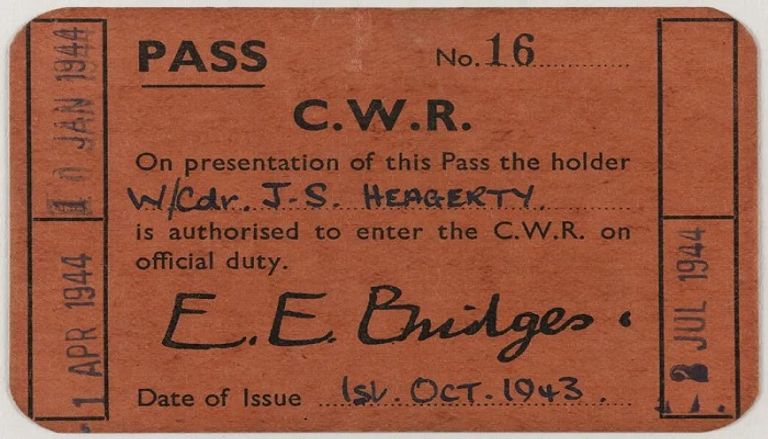 PASS
No. 16
C.W.R.
On presentation of this Pass the holder
W/Cdr. J-S. HEAGERTY.
is authorised to enter the C.W.R. on
official duty.
E. E. Bridges.
Date of Issue 1st. OCT. 1943.
10 JAN 1944
1 APR 1944
2 JUL 1944